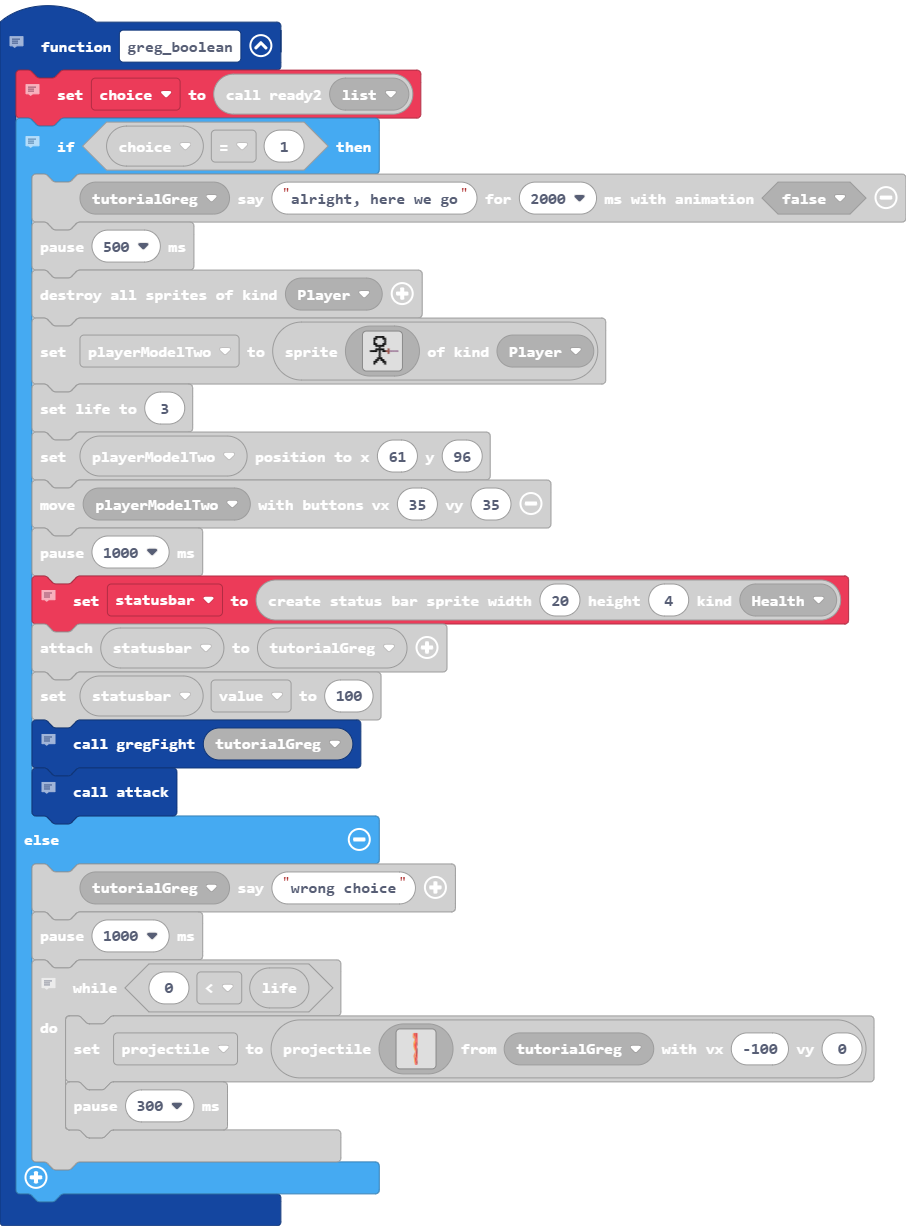 function greg_boolean
set choice to call ready2 list
if choice = 1 then
tutorialGreg say "alright, here we go" for 2000 ms with animation false
pause 500 ms
destroy all sprites of kind Player
set playerModelTwo to sprite of kind Player
set life to 3
set playerModelTwo position to x 61 y 96
move playerModelTwo with buttons vx 35 vy 35
pause 1000 ms
set statusbar to create status bar sprite width 20 height 4 kind Health
attach statusbar to tutorialGreg
set statusbar value to 100
call gregFight tutorialGreg
call attack
else
tutorialGreg say "wrong choice"
pause 1000 ms
while 0 < life
do
set projectile to projectile from tutorialGreg with vx -100 vy 0
pause 300 ms